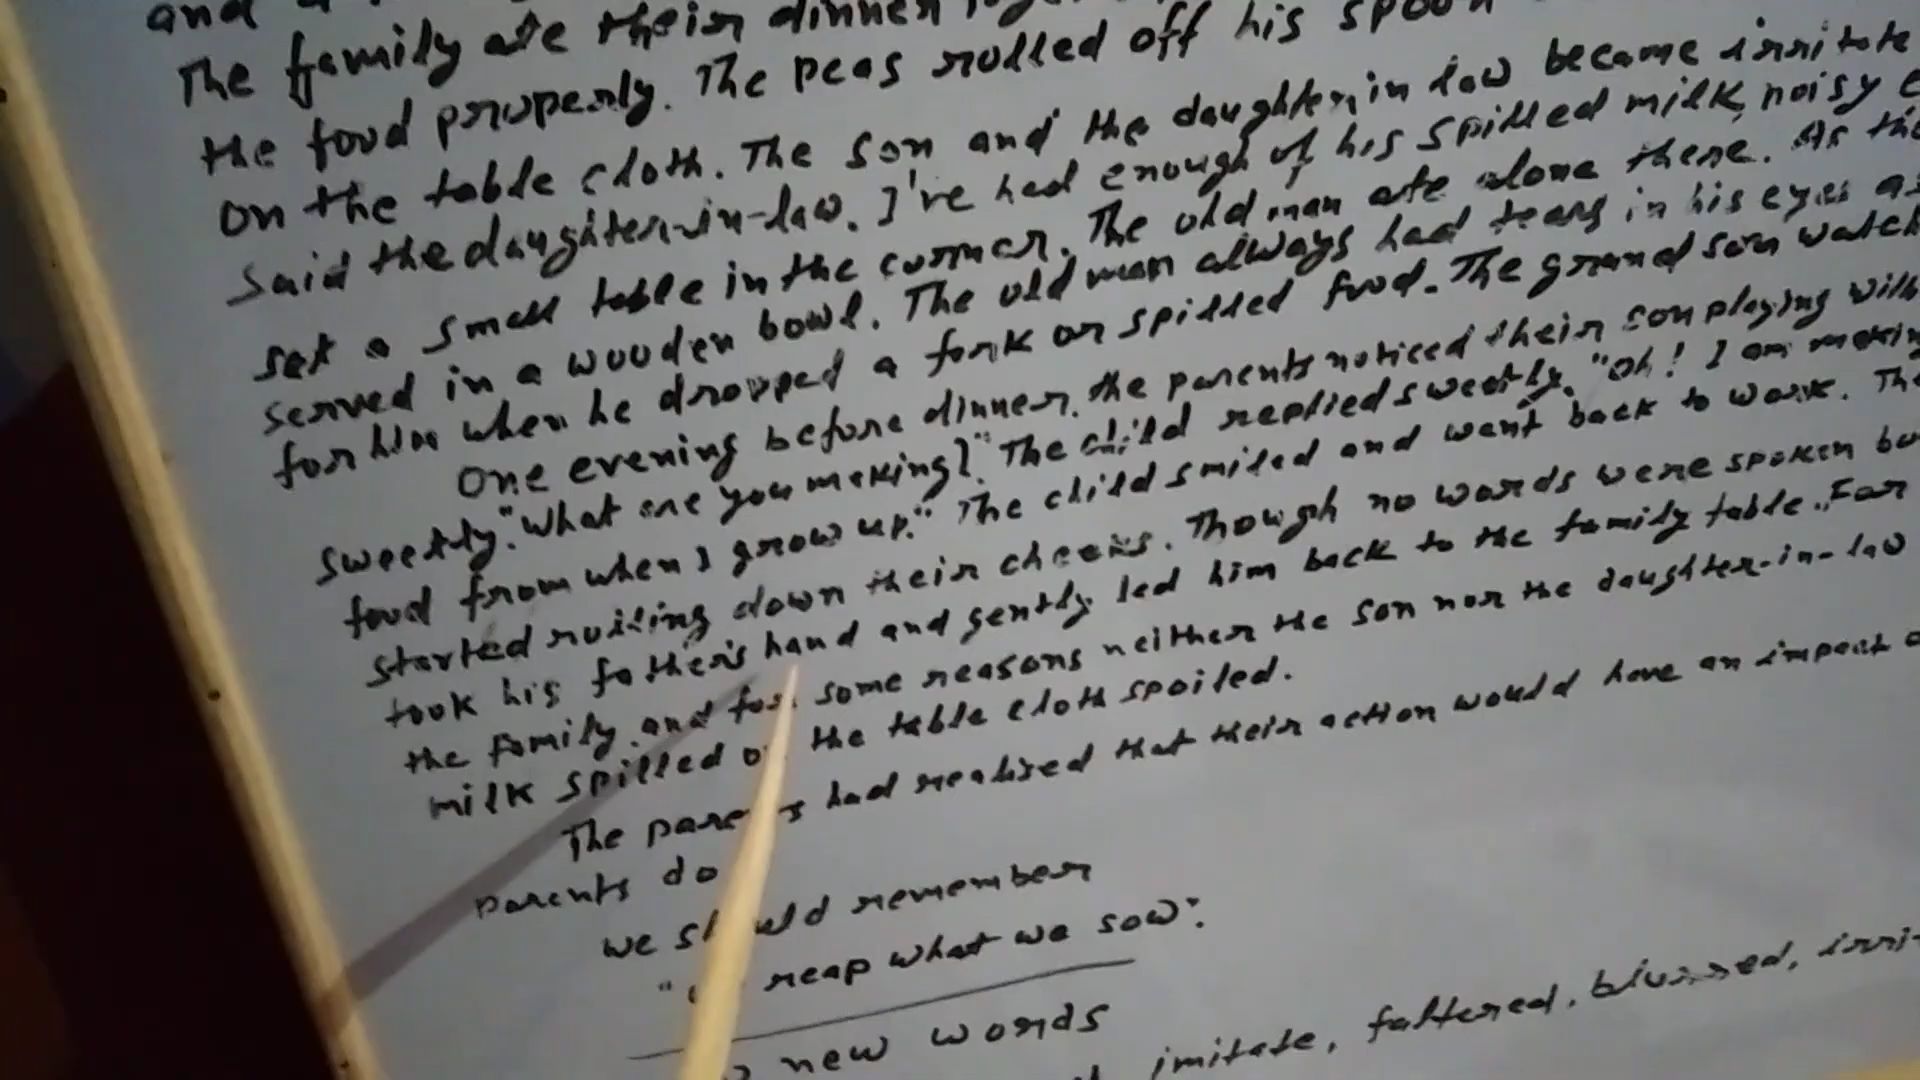 and a
The family ate their dinner
the food properly. The peas rolled off his spoon
on the table cloth. The son and the daughter in law became irritate
said the daughter-in-law. I've had enough of his spilled milk, noisy e
set a small table in the corner. The old man ate alone there. As the
served in a wooden bowl. The old man always had tears in his eyes as
for him when he dropped a fork or spilled food. The grand son watch
One evening before dinner, the parents noticed their son playing with
sweetly. "What are you making?" The child replied sweetly, "Oh! I am making
food from when I grow up." The child smiled and went back to work. The
started rolling down their cheeks. Though no words were spoken bo
took his father's hand and gently led him back to the family table. For
the family and for some reasons neither the son nor the daughter-in-law
milk spilled or the table cloth spoiled.
The parents had realised that their action would have an impact o
parents do
we should remember
" reap what we sow".
new words
imitate, faltered, blurred, irri-